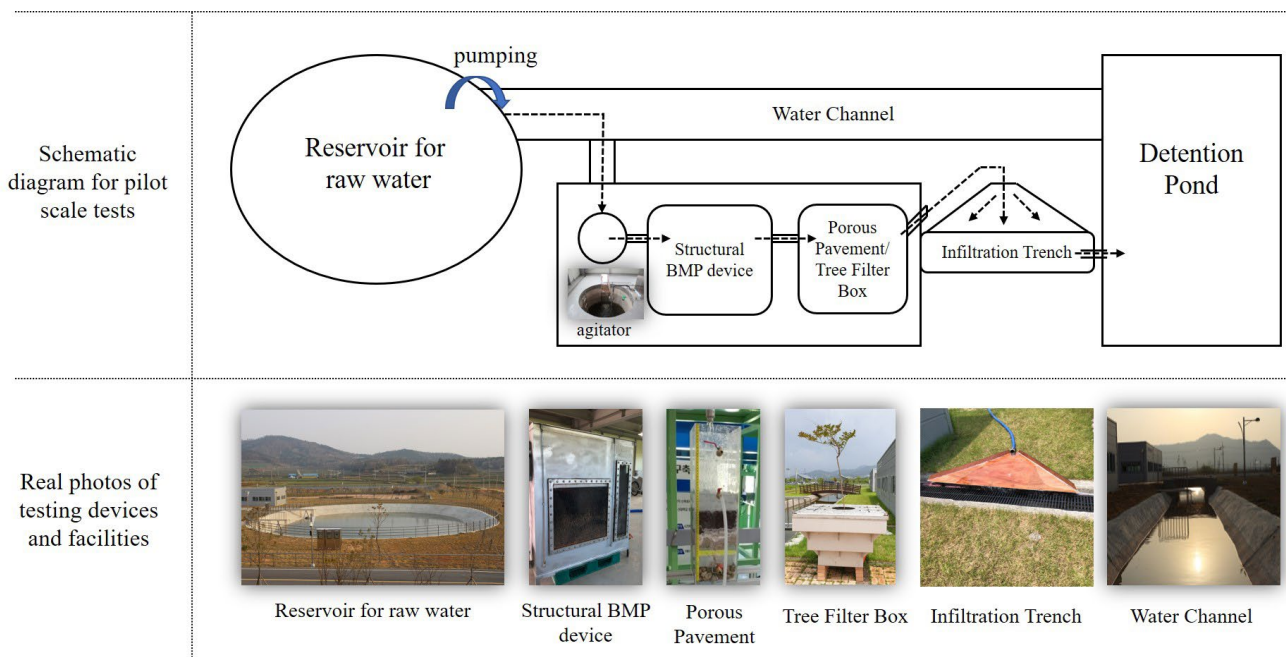 Schematic
diagram for pilot
scale tests
pumping
Reservoir for
raw water
Water Channel
Detention
Pond
agitator
Structural
BMP device
Porous
Pavement/
Tree Filter
Box
Infiltration Trench
Real photos of
testing devices
and facilities
Reservoir for raw water
Structural BMP
device
Porous
Pavement
Tree Filter Box
Infiltration Trench
Water Channel